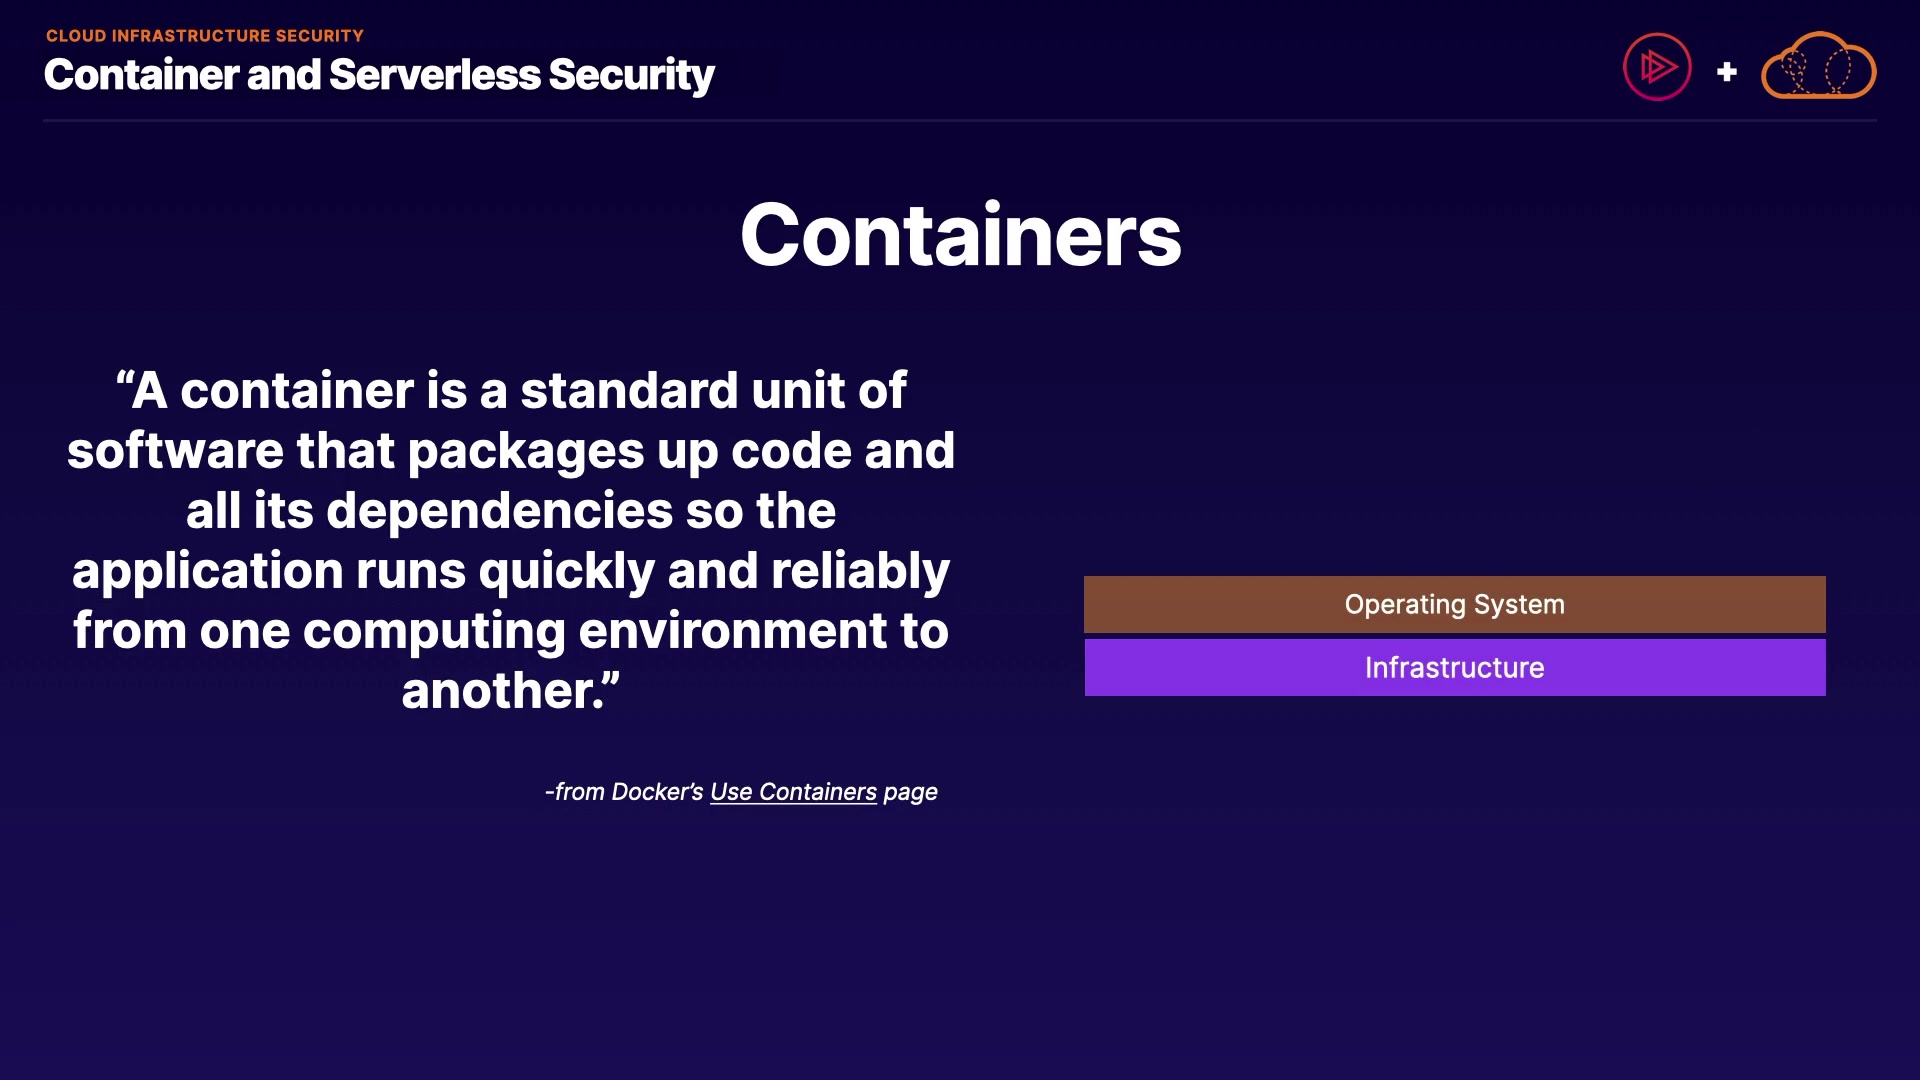 CLOUD INFRASTRUCTURE SECURITY
Container and Serverless Security
Containers
“A container is a standard unit of
software that packages up code and
all its dependencies so the
application runs quickly and reliably
from one computing environment to
another.”
-from Docker’s Use Containers page
Operating System
Infrastructure